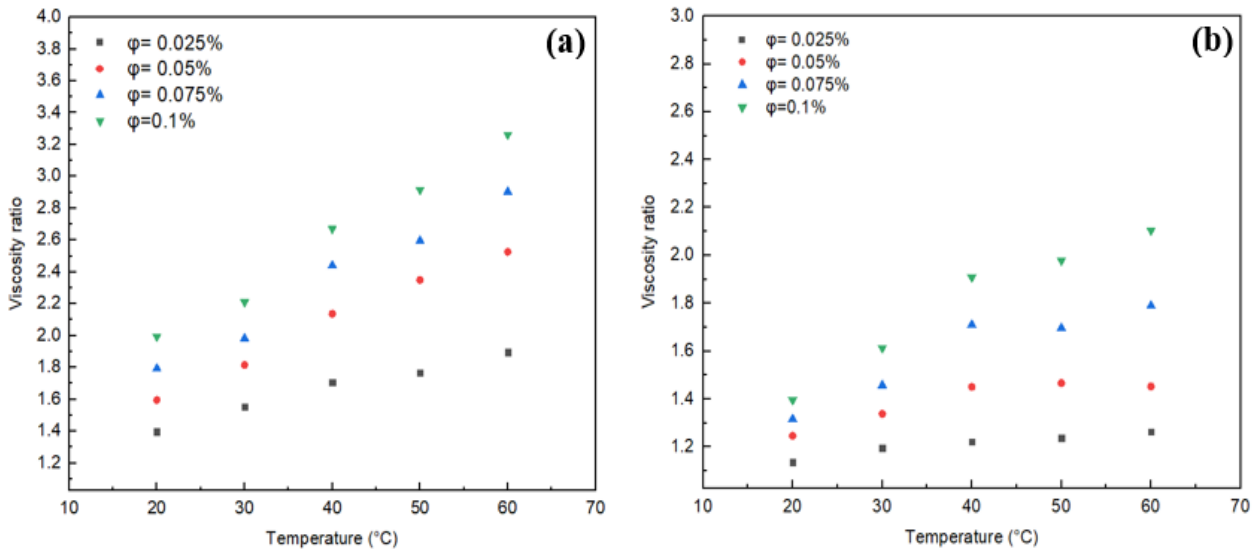 (a)
φ= 0.025%
φ= 0.05%
φ= 0.075%
φ=0.1%
4.0
3.8
3.6
3.4
3.2
3.0
2.8
2.6
2.4
2.2
2.0
1.8
1.6
1.4
1.2
Viscosity ratio
10 20 30 40 50 60 70
Temperature (°C)
(b)
φ= 0.025%
φ= 0.05%
φ= 0.075%
φ=0.1%
3.0
2.8
2.6
2.4
2.2
2.0
1.8
1.6
1.4
1.2
Viscosity ratio
10 20 30 40 50 60 70
Temperature (°C)